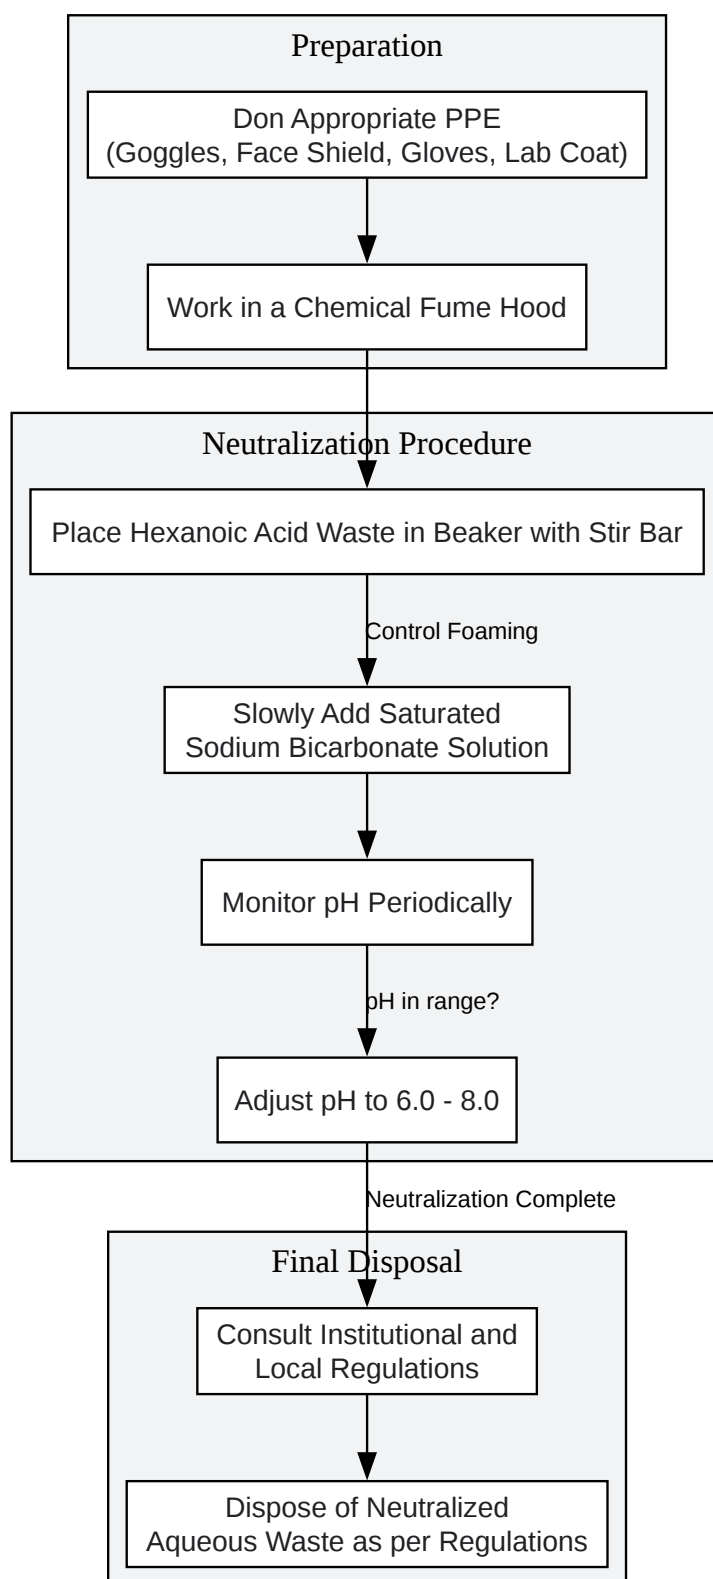 Preparation
Don Appropriate PPE
(Goggles, Face Shield, Gloves, Lab Coat)
Work in a Chemical Fume Hood
Neutralization Procedure
Place Hexanoic Acid Waste in Beaker with Stir Bar
Control Foaming
Slowly Add Saturated
Sodium Bicarbonate Solution
Monitor pH Periodically
pH in range?
Adjust pH to 6.0 - 8.0
Neutralization Complete
Final Disposal
Consult Institutional and
Local Regulations
Dispose of Neutralized
Aqueous Waste as per Regulations